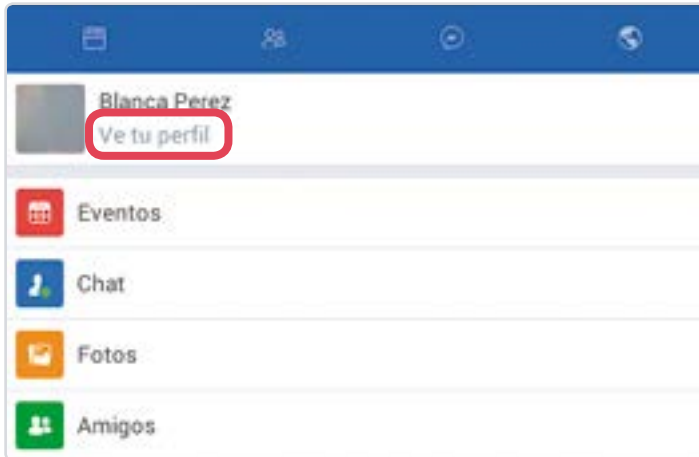 Blanca Perez
Ve tu perfil
Eventos
Chat
Fotos
Amigos